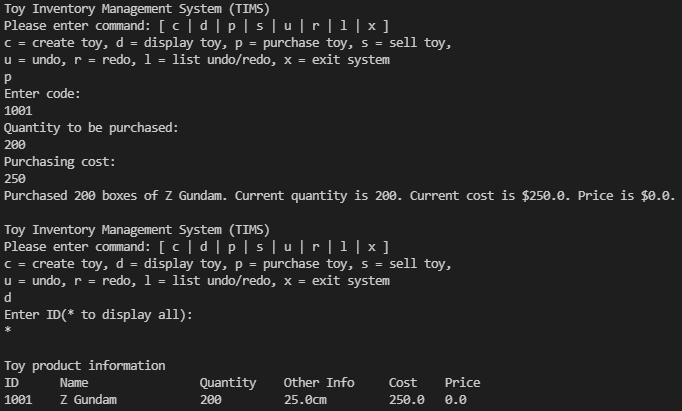 Toy Inventory Management System (TIMS)
Please enter command: [ c | d | p | s | u | r | l | x ]
c = create toy, d = display toy, p = purchase toy, s = sell toy,
u = undo, r = redo, l = list undo/redo, x = exit system
p
Enter code:
1001
Quantity to be purchased:
200
Purchasing cost:
250
Purchased 200 boxes of Z Gundam. Current quantity is 200. Current cost is $250.0. Price is $0.0.
Toy Inventory Management System (TIMS)
Please enter command: [ c | d | p | s | u | r | l | x ]
c = create toy, d = display toy, p = purchase toy, s = sell toy,
u = undo, r = redo, l = list undo/redo, x = exit system
d
Enter ID(* to display all):
*
Toy product information
ID Name Quantity Other Info Cost Price
1001 Z Gundam 200 25.0cm 250.0 0.0